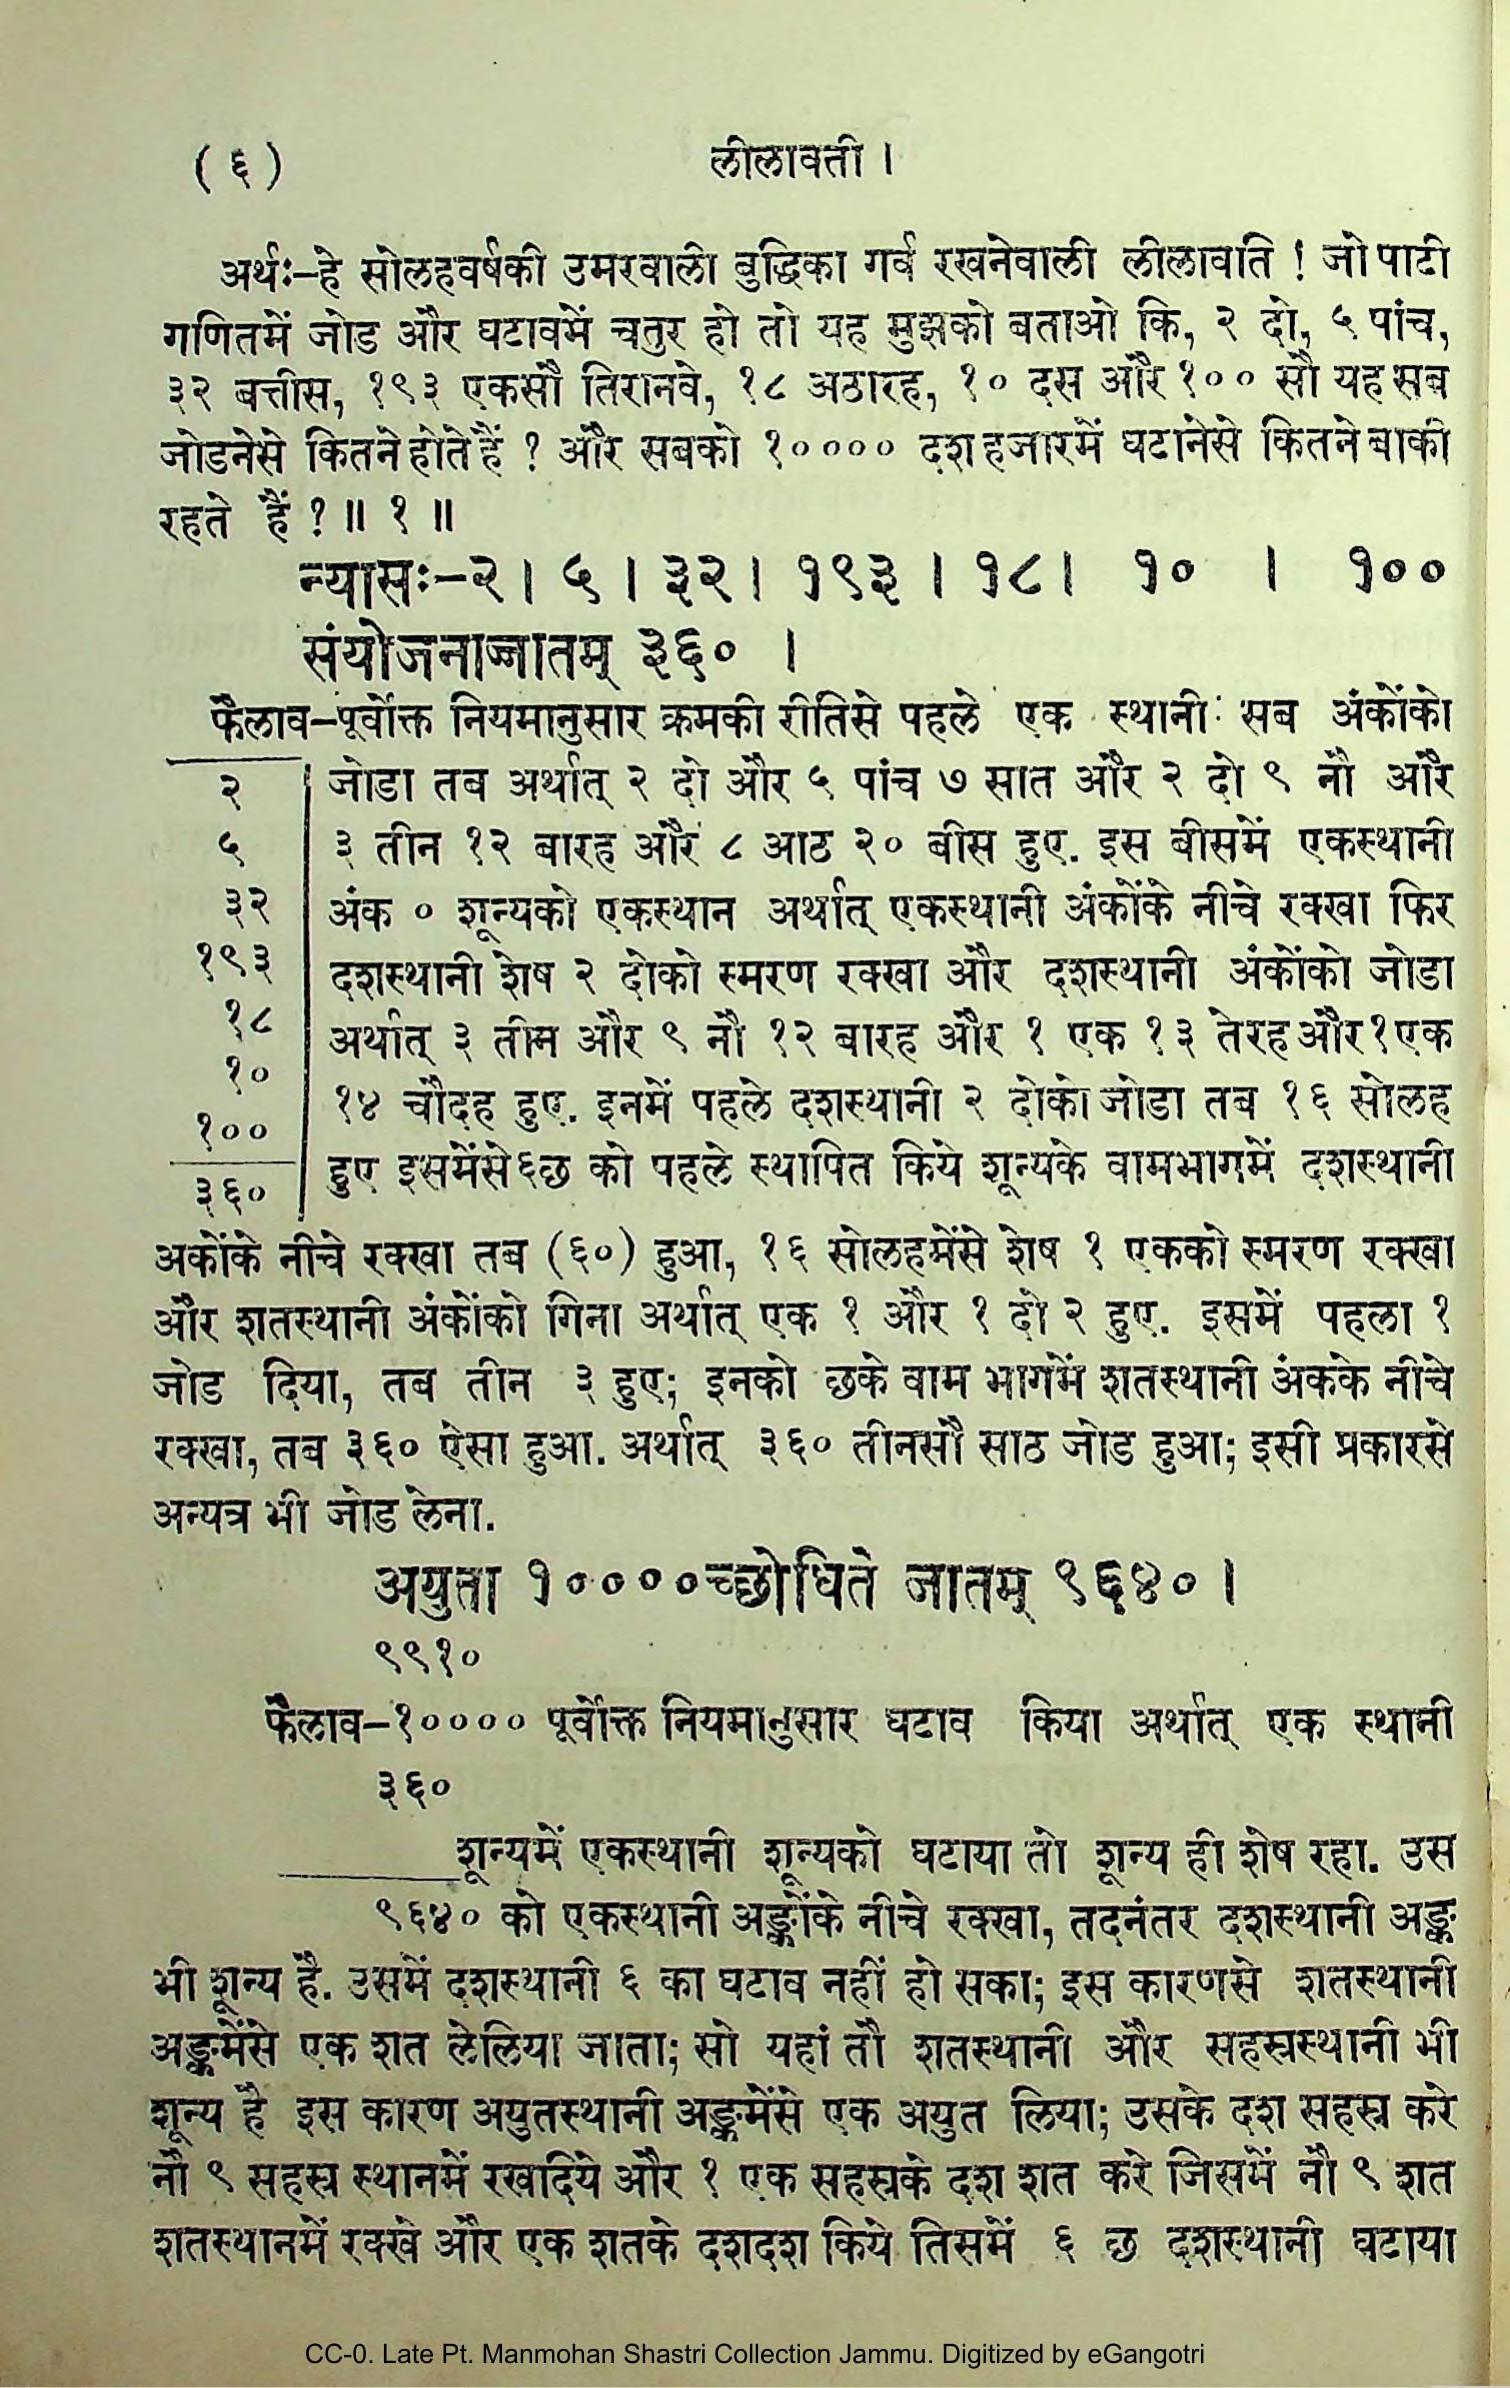 ( ६ )
लीलावती ।
अर्थः–हे सोलहवर्षकी उमरवाली बुद्धिका गर्व रखनेवाली लीलावति ! जो पाटी
गणितमें जोड और घटावमें चतुर हो तो यह मुझको बताओ कि, २ दो, ५ पांच,
३२ बत्तीस, १९३ एकसौ तिरानवे, १८ अठारह, १० दस और १०० सौ यह सब
जोडनेसे कितने होते हैं ? और सबको १०००० दश हजारमें घटानेसे कितने बाकी
रहते हैं ? ॥ १ ॥
न्यासः–२ । ५ । ३२ । १९३ । १८ । १० । १००
संयोजनाज्जातम् ३६० ।
फैलाव–पूर्वोक्त नियमानुसार क्रमकी रीतिसे पहले एक स्थानी सब अंकोंको
२
५
३२
१९३
१८
१०
१००
३६०
जोडा तब अर्थात् २ दो और ५ पांच ७ सात और २ दो ९ नौ और
३ तीन १२ बारह और ८ आठ २० बीस हुए. इस बीसमें एकस्थानी
अंक ० शून्यको एकस्थान अर्थात् एकस्थानी अंकोंके नीचे रक्खा फिर
दशस्थानी शेष २ दोको स्मरण रक्खा और दशस्थानी अंकोंको जोडा
अर्थात् ३ तीम और ९ नौ १२ बारह और १ एक १३ तेरह और १ एक
१४ चौदह हुए. इनमें पहले दशस्थानी २ दोको जोडा तब १६ सोलह
हुए इसमेंसे ६ छ को पहले स्थापित किये शून्यके वामभागमें दशस्थानी
अकोंके नीचे रक्खा तब (६०) हुआ, १६ सोलहमेंसे शेष १ एकको स्मरण रक्खा
और शतस्थानी अंकोंको गिना अर्थात् एक १ और १ दो २ हुए. इसमें पहला १
जोड दिया, तब तीन ३ हुए; इनको छके वाम भागमें शतस्थानी अंकके नीचे
रक्खा, तब ३६० ऐसा हुआ. अर्थात् ३६० तीनसौ साठ जोड हुआ; इसी प्रकारसे
अन्यत्र भी जोड लेना.
अयुता १००००च्छोधिते जातम् ९६४० ।
९९१०
फैलाव–१०००० पूर्वोक्त नियमानुसार घटाव किया अर्थात् एक स्थानी
३६०
शून्यमें एकस्थानी शून्यको घटाया तो शून्य ही शेष रहा. उस
९६४० को एकस्थानी अङ्कोंके नीचे रक्खा, तदनंतर दशस्थानी अङ्क
भी शून्य है. उसमें दशस्थानी ६ का घटाव नहीं हो सका; इस कारणसे शतस्थानी
अङ्कमेंसे एक शत लेलिया जाता; सो यहां तौ शतस्थानी और सहस्रस्थानी भी
शून्य है इस कारण अयुतस्थानी अङ्कमेंसे एक अयुत लिया; उसके दश सहस्र करे
नौ ९ सहस्र स्थानमें रखदिये और १ एक सहस्रके दश शत करे जिसमें नौ ९ शत
शतस्थानमें रक्खे और एक शतके दशदश किये तिसमें ६ छ दशस्थानी घटाया
CC-0. Late Pt. Manmohan Shastri Collection Jammu. Digitized by eGangotri